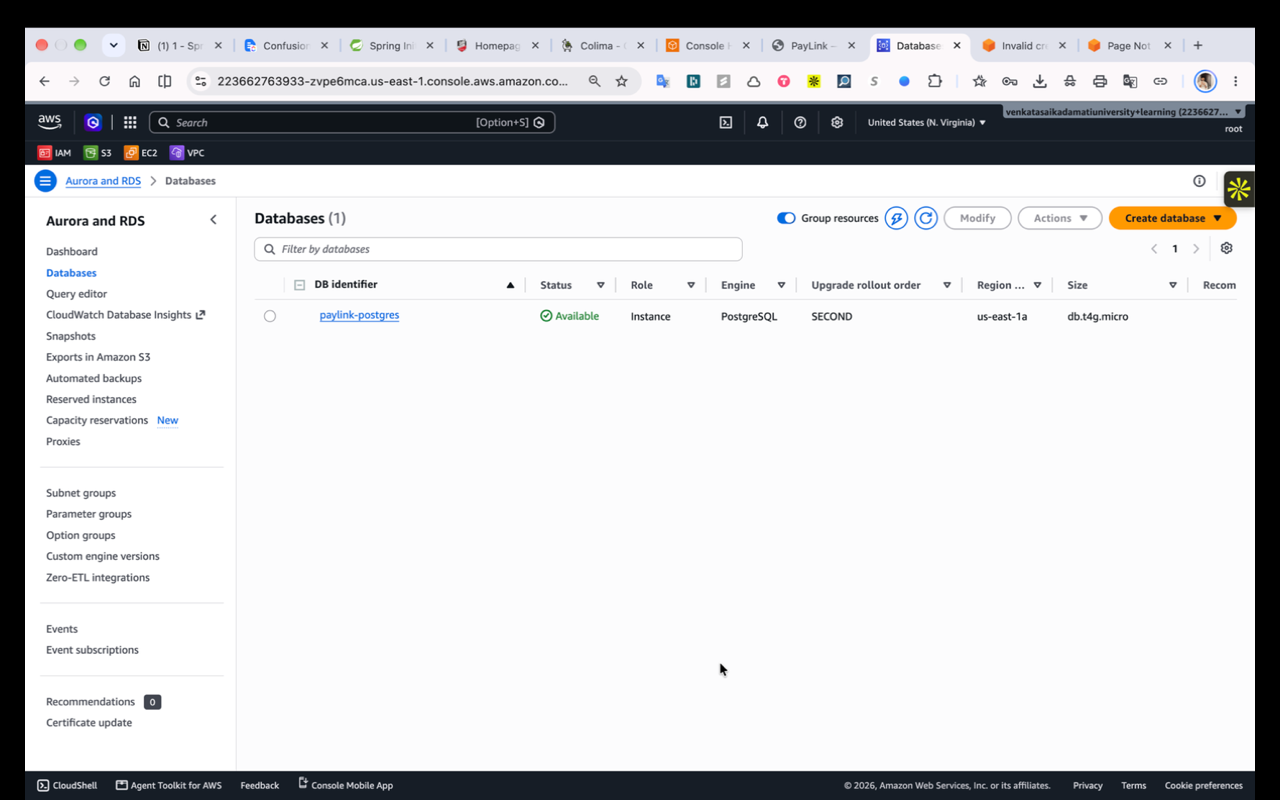 (1) 1 - Spr
Confusion
Spring Ini
Homepag
Colima -
Console H
PayLink –
Database
Invalid cr
Page Not
223662763933-zvpe6mca.us-east-1.console.aws.amazon.co...
aws
Search
[Option+S]
United States (N. Virginia)
venkatasaikadamatiuniversity+learning (2236627...
root
IAM
S3
EC2
VPC
Aurora and RDS
Databases
Aurora and RDS
Dashboard
Databases
Query editor
CloudWatch Database Insights
Snapshots
Exports in Amazon S3
Automated backups
Reserved instances
Capacity reservations New
Proxies
Subnet groups
Parameter groups
Option groups
Custom engine versions
Zero-ETL integrations
Events
Event subscriptions
Recommendations 0
Certificate update
Databases (1)
Group resources
Modify
Actions
Create database
Filter by databases
1
DB identifier Status Role Engine Upgrade rollout order Region ... Size Recom
paylink-postgres Available Instance PostgreSQL SECOND us-east-1a db.t4g.micro
CloudShell
Agent Toolkit for AWS
Feedback
Console Mobile App
© 2026, Amazon Web Services, Inc. or its affiliates.
Privacy
Terms
Cookie preferences